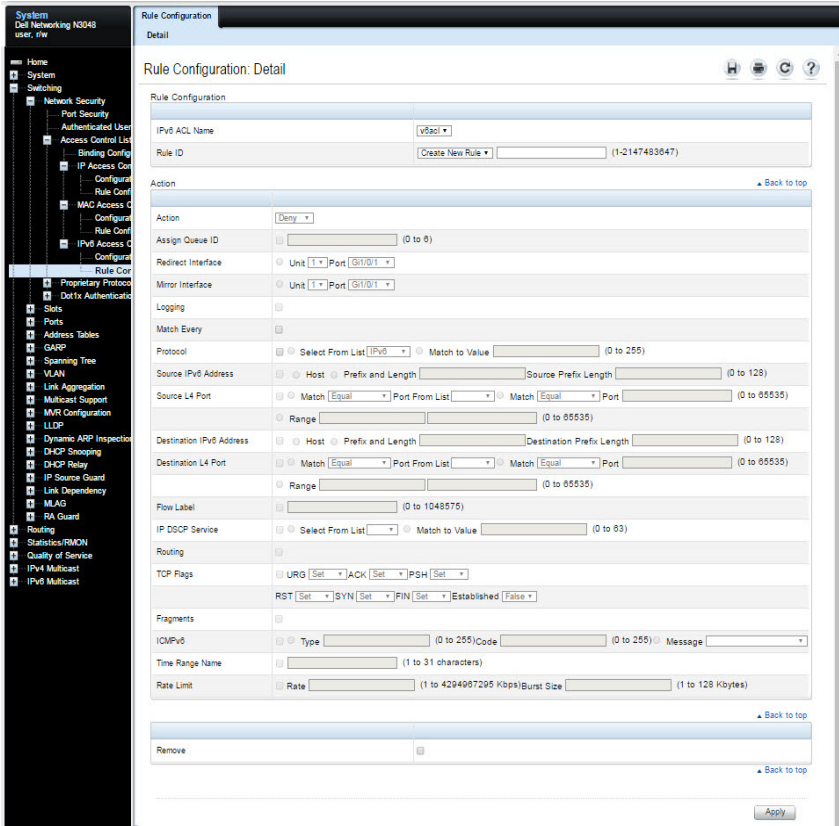 System
Dell Networking N3048
user, r/w
Rule Configuration
Detail
Home
System
Switching
Network Security
Port Security
Authenticated User
Access Control List
Binding Config
IP Access Con
Configurat
Rule Confi
MAC Access C
Configurat
Rule Confi
IPv6 Access C
Configurat
Rule Con
Proprietary Protoco
Dot1x Authenticatio
Slots
Ports
Address Tables
GARP
Spanning Tree
VLAN
Link Aggregation
Multicast Support
MVR Configuration
LLDP
Dynamic ARP Inspection
DHCP Snooping
DHCP Relay
IP Source Guard
Link Dependency
MLAG
RA Guard
Routing
Statistics/RMON
Quality of Service
IPv4 Multicast
IPv6 Multicast
Rule Configuration: Detail
Rule Configuration
IPv6 ACL Name v6acl
Rule ID Create New Rule (1-2147483647)
Action Back to top
Action Deny
Assign Queue ID (0 to 6)
Redirect Interface Unit 1 Port Gi1/0/1
Mirror Interface Unit 1 Port Gi1/0/1
Logging
Match Every
Protocol Select From List IPv6 Match to Value (0 to 255)
Source IPv6 Address Host Prefix and Length Source Prefix Length (0 to 128)
Source L4 Port Match Equal Port From List Match Equal Port (0 to 65535)
Range (0 to 65535)
Destination IPv6 Address Host Prefix and Length Destination Prefix Length (0 to 128)
Destination L4 Port Match Equal Port From List Match Equal Port (0 to 65535)
Range (0 to 65535)
Flow Label (0 to 1048575)
IP DSCP Service Select From List Match to Value (0 to 63)
Routing
TCP Flags URG Set ACK Set PSH Set
RST Set SYN Set FIN Set Established False
Fragments
ICMPv6 Type (0 to 255) Code (0 to 255) Message
Time Range Name (1 to 31 characters)
Rate Limit Rate (1 to 4294967295 Kbps) Burst Size (1 to 128 Kbytes)
Back to top
Remove
Back to top
Apply